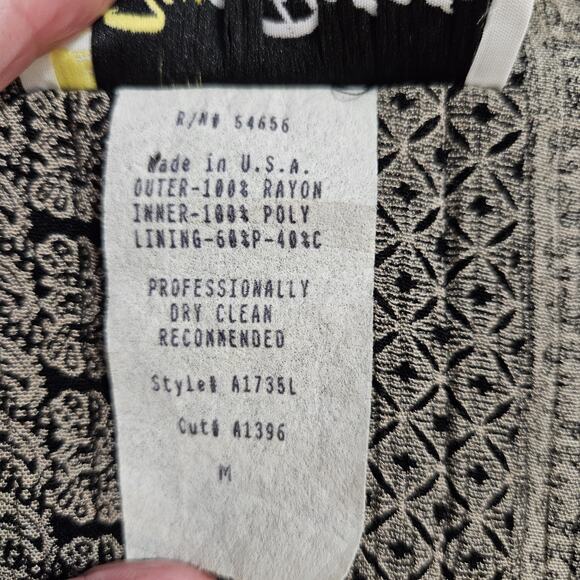 R/N# 54656
Made in U.S.A.
OUTER-100% RAYON
INNER-100% POLY
LINING-60%P-40%C
PROFESSIONALLY
DRY CLEAN
RECOMMENDED
Style# A1735L
Cut# A1396
M